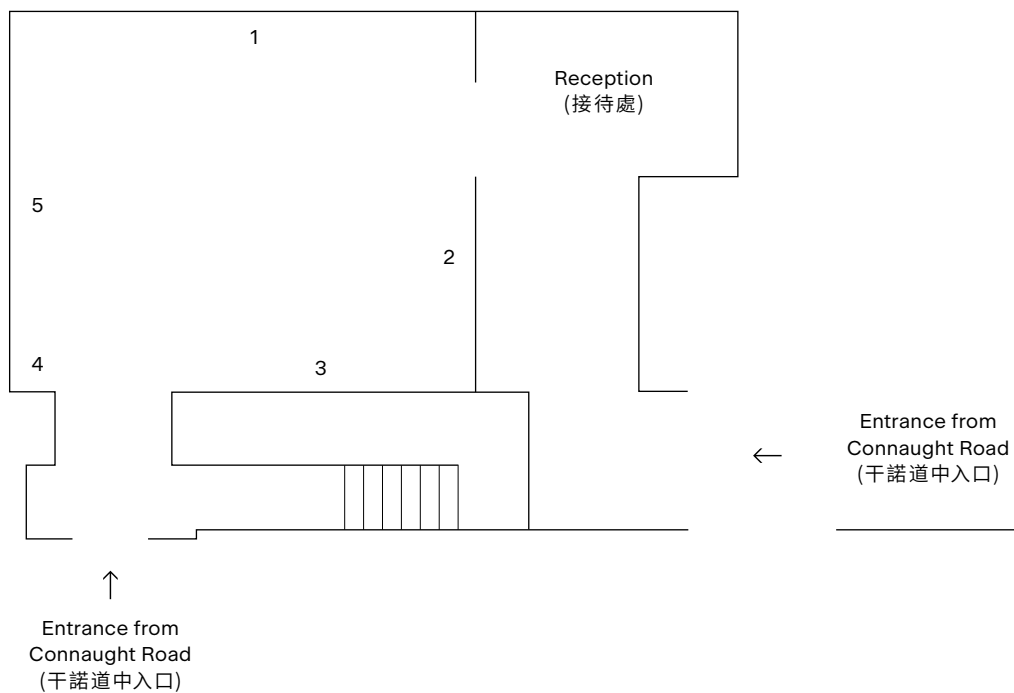 1
Reception
(接待處)
5
2
4
3
Entrance from
Connaught Road
(干諾道中入口)
Entrance from
Connaught Road
(干諾道中入口)